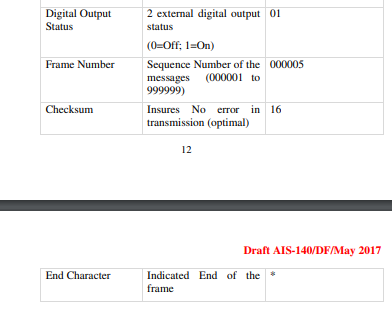 Digital Output Status
2 external digital output status
(0=Off; 1=On)
01
Frame Number
Sequence Number of the messages (000001 to 999999)
000005
Checksum
Insures No error in transmission (optimal)
16
12
Draft AIS-140/DF/May 2017
End Character
Indicated End of the frame
*